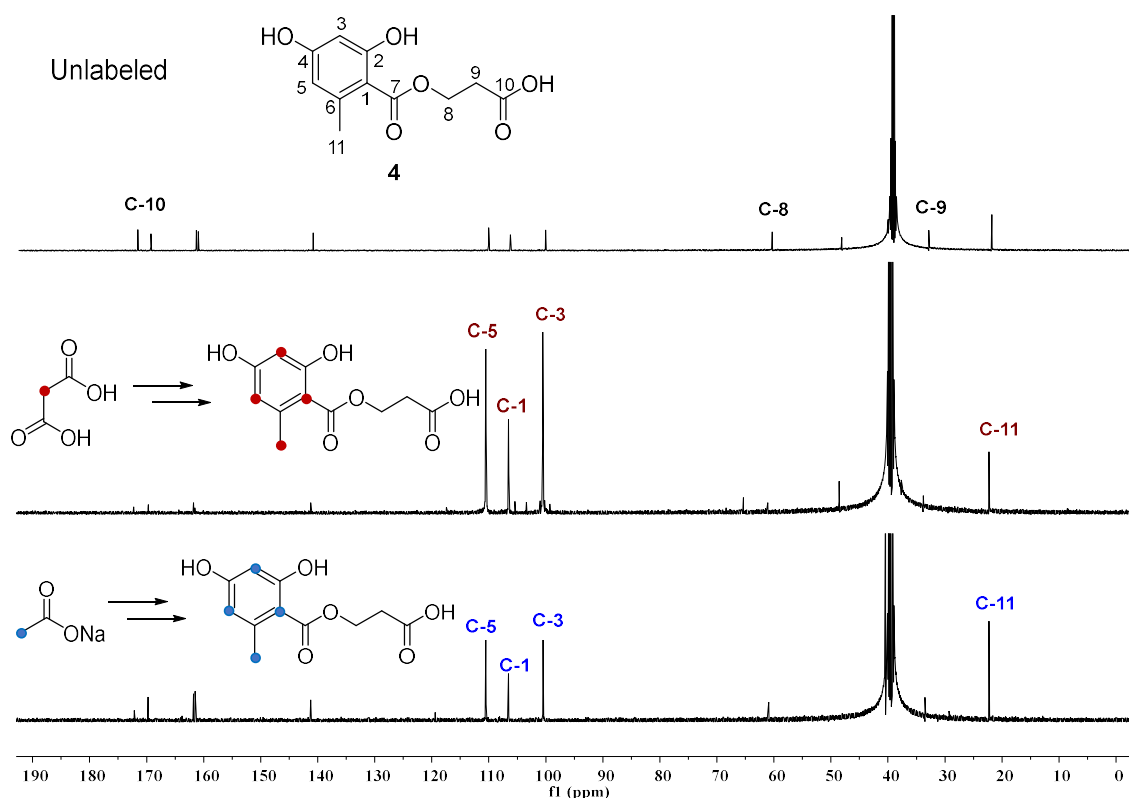 Unlabeled
HO
OH
3
4
2
5
6
1
7
O
9
10
OH
8
O
O
11
4
C-10
C-8
C-9
O
OH
O
OH
HO
OH
O
OH
O
O
C-5
C-1
C-3
C-11
O
ONa
HO
OH
O
OH
O
O
C-5
C-1
C-3
C-11
190 180 170 160 150 140 130 120 110 100 90 80 70 60 50 40 30 20 10 0
f1 (ppm)